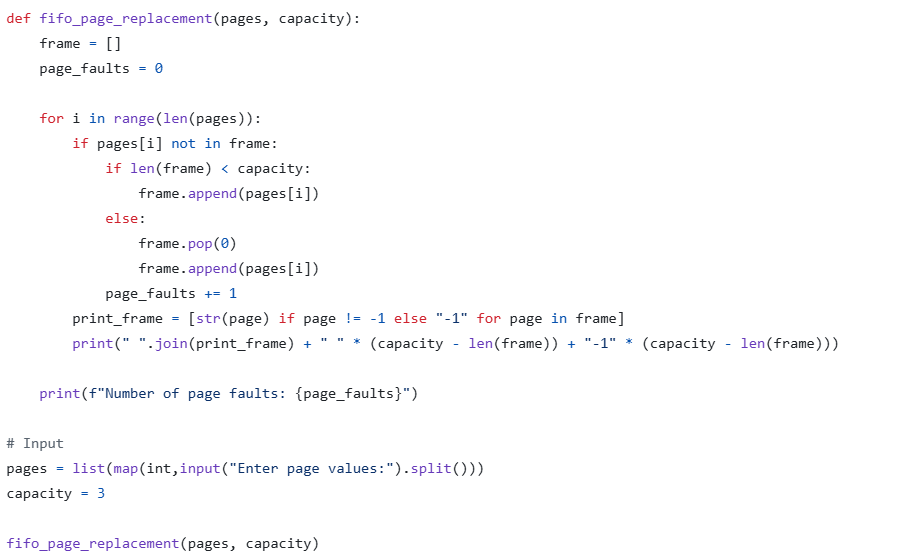 def fifo_page_replacement(pages, capacity):
    frame = []
    page_faults = 0

    for i in range(len(pages)):
        if pages[i] not in frame:
            if len(frame) < capacity:
                frame.append(pages[i])
            else:
                frame.pop(0)
                frame.append(pages[i])
            page_faults += 1
        print_frame = [str(page) if page != -1 else "-1" for page in frame]
        print(" ".join(print_frame) + " " * (capacity - len(frame)) + "-1" * (capacity - len(frame)))

    print(f"Number of page faults: {page_faults}")

# Input
pages = list(map(int,input("Enter page values:").split()))
capacity = 3

fifo_page_replacement(pages, capacity)